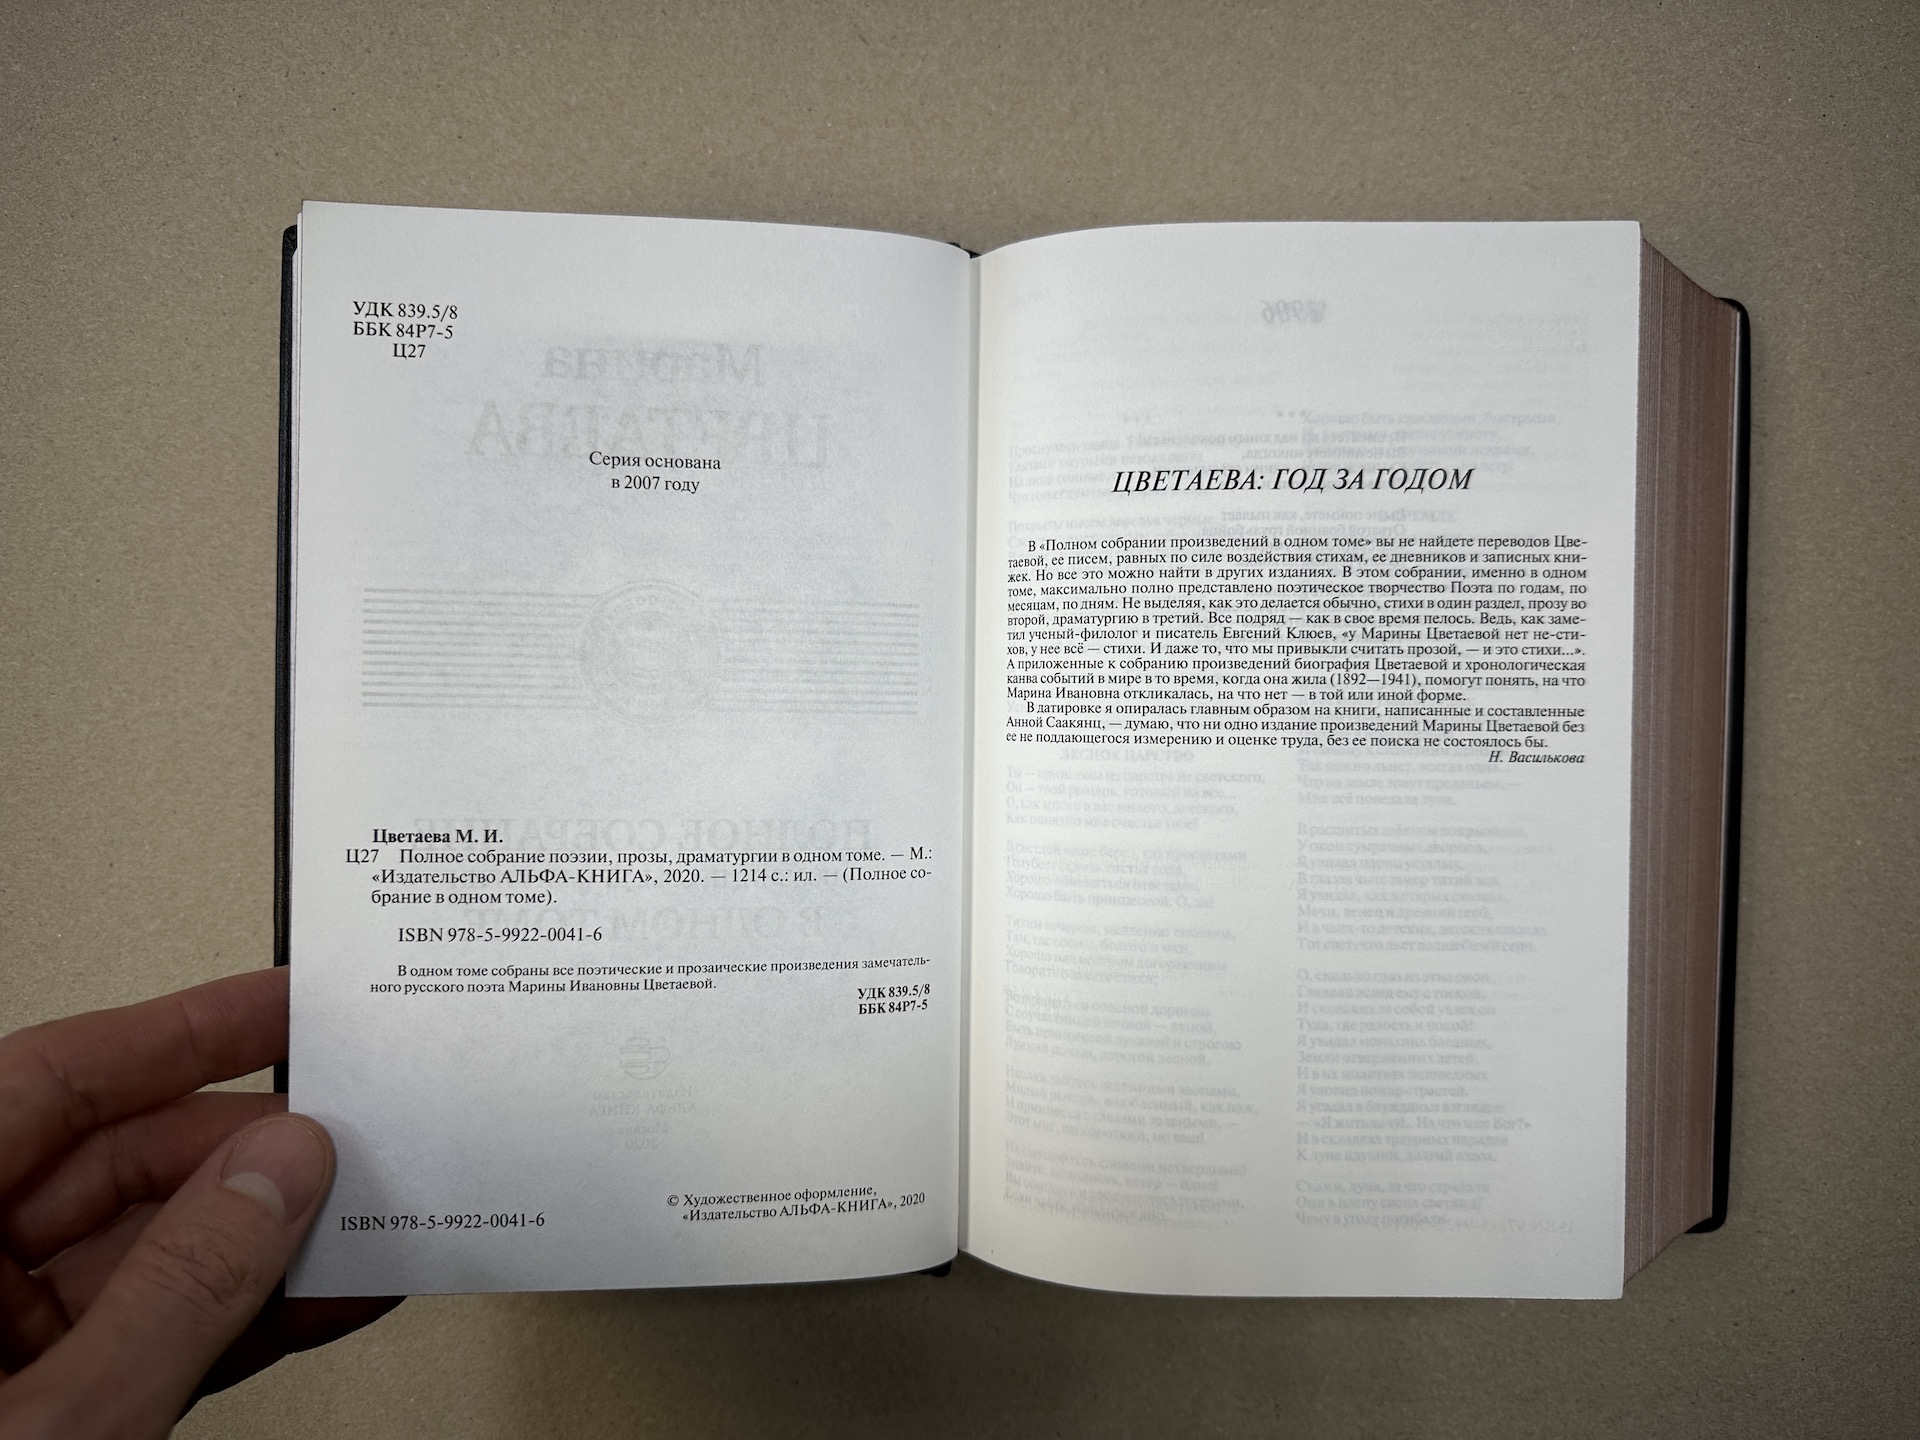 УДК 839.5/8
ББК 84Р7-5
Ц27
Серия основана
в 2007 году
Цветаева М. И.
Ц27 Полное собрание поэзии, прозы, драматургии в одном томе. — М.:
«Издательство АЛЬФА-КНИГА», 2020. — 1214 с.: ил. — (Полное со-
брание в одном томе).
ISBN 978-5-9922-0041-6
В одном томе собраны все поэтические и прозаические произведения замечатель-
ного русского поэта Марины Ивановны Цветаевой.
УДК 839.5/8
ББК 84Р7-5
ISBN 978-5-9922-0041-6
© Художественное оформление,
«Издательство АЛЬФА-КНИГА», 2020
ЦВЕТАЕВА: ГОД ЗА ГОДОМ
В «Полном собрании произведений в одном томе» вы не найдете переводов Цве-
таевой, ее писем, равных по силе воздействия стихам, ее дневников и записных кни-
жек. Но все это можно найти в других изданиях. В этом собрании, именно в одном
томе, максимально полно представлено поэтическое творчество Поэта по годам, по
месяцам, по дням. Не выделяя, как это делается обычно, стихи в один раздел, прозу во
второй, драматургию в третий. Все подряд — как в свое время пелось. Ведь, как заме-
тил ученый-филолог и писатель Евгений Клюев, «у Марины Цветаевой нет не-сти-
хов, у нее всё — стихи. И даже то, что мы привыкли считать прозой, — и это стихи...».
А приложенные к собранию произведений биография Цветаевой и хронологическая
канва событий в мире в то время, когда она жила (1892—1941), помогут понять, на что
Марина Ивановна откликалась, на что нет — в той или иной форме.
В датировке я опиралась главным образом на книги, написанные и составленные
Анной Саакянц, — думаю, что ни одно издание произведений Марины Цветаевой без
ее не поддающегося измерению и оценке труда, без ее поиска не состоялось бы.
Н. Василькова